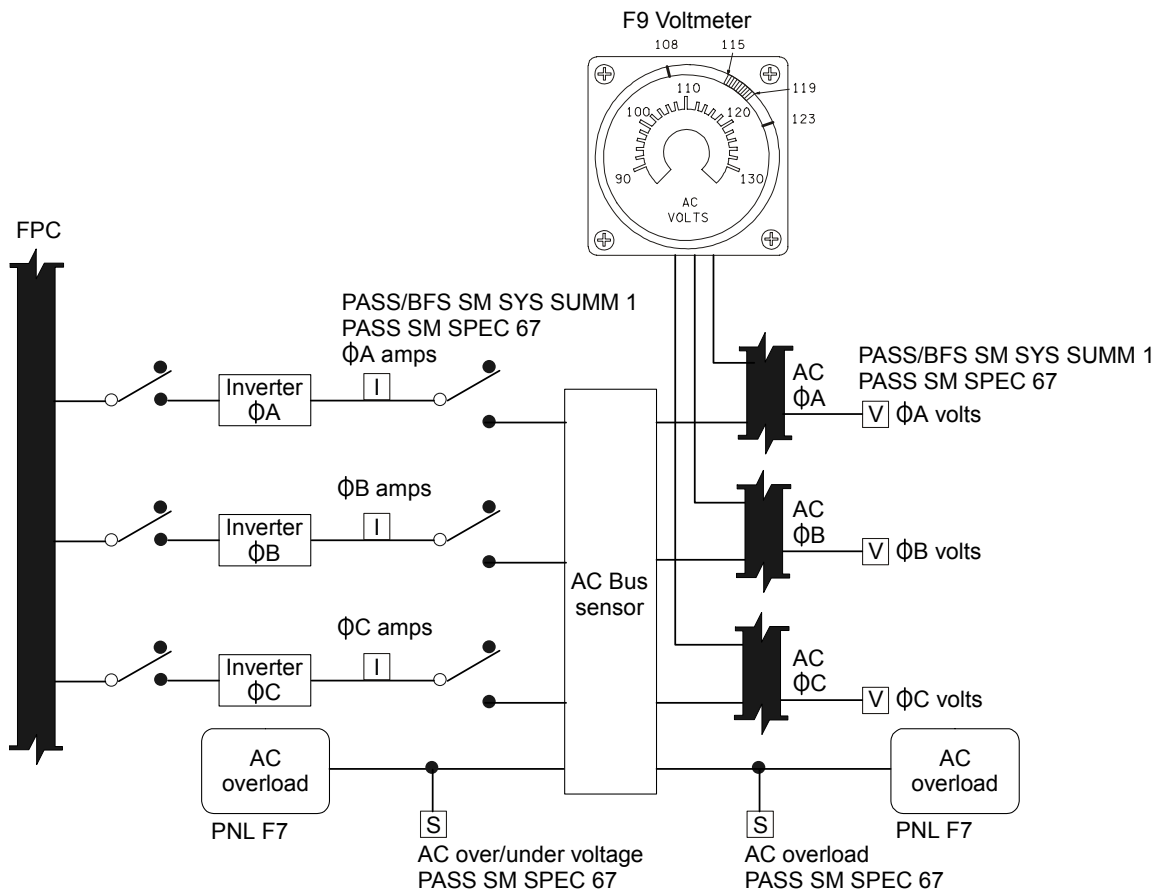 F9 Voltmeter
108
115
119
123
90
100
110
120
130
AC
VOLTS
FPC
PASS/BFS SM SYS SUMM 1
PASS SM SPEC 67
ΦA amps
Inverter
ΦA
I
AC
ΦA
PASS/BFS SM SYS SUMM 1
PASS SM SPEC 67
V ΦA volts
ΦB amps
Inverter
ΦB
I
AC Bus
sensor
AC
ΦB
V ΦB volts
ΦC amps
Inverter
ΦC
I
AC
ΦC
V ΦC volts
AC
overload
PNL F7
S
AC over/under voltage
PASS SM SPEC 67
S
AC overload
PASS SM SPEC 67
AC
overload
PNL F7